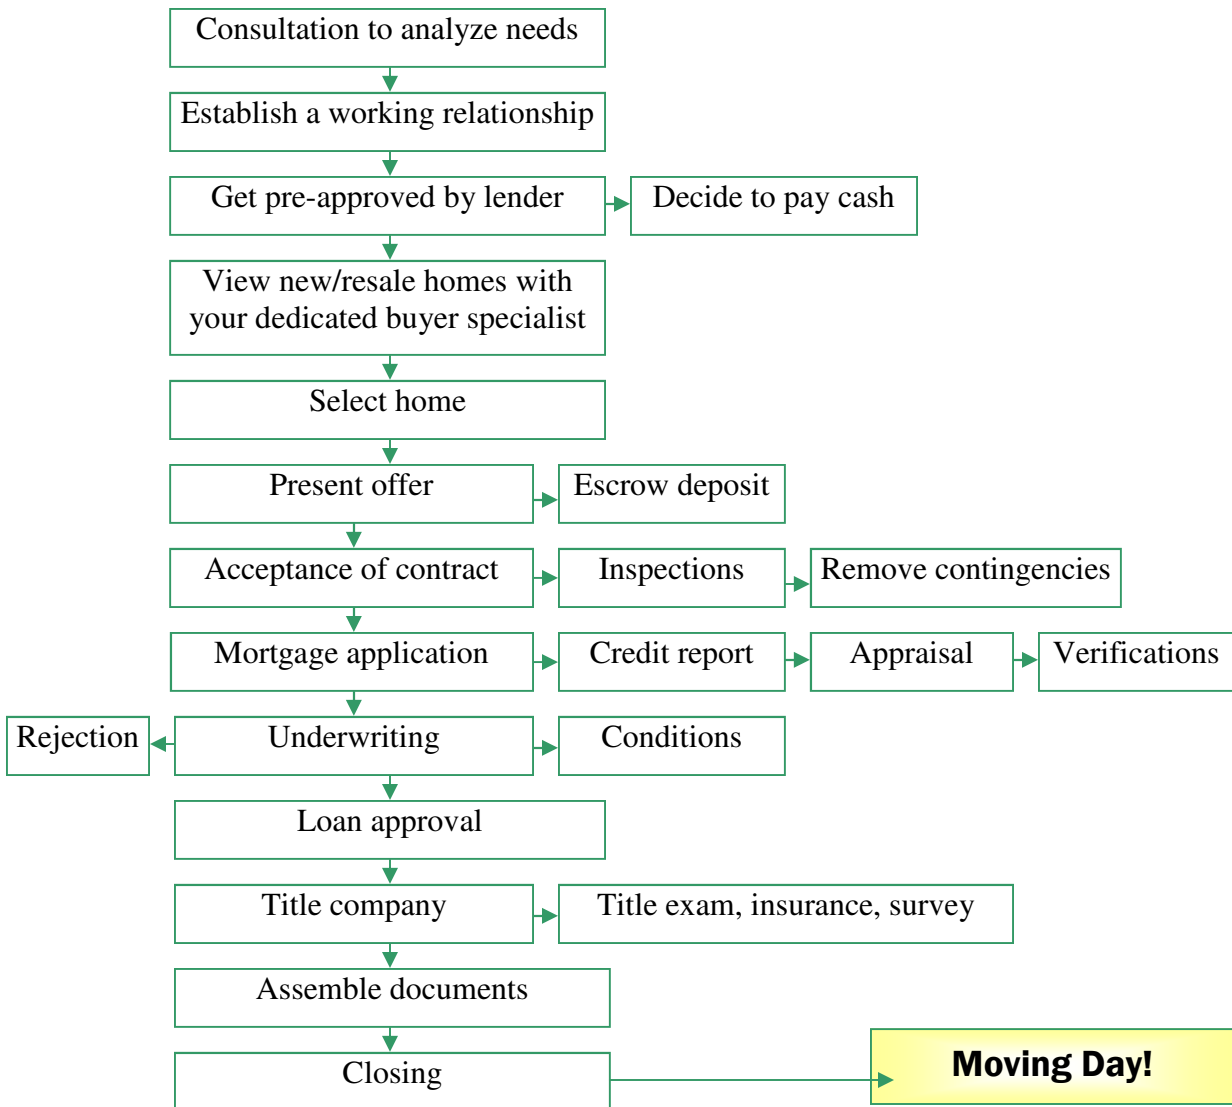 Consultation to analyze needs
Establish a working relationship
Get pre-approved by lender
Decide to pay cash
View new/resale homes with
your dedicated buyer specialist
Select home
Present offer
Escrow deposit
Acceptance of contract
Inspections
Remove contingencies
Mortgage application
Credit report
Appraisal
Verifications
Rejection
Underwriting
Conditions
Loan approval
Title company
Title exam, insurance, survey
Assemble documents
Closing
Moving Day!